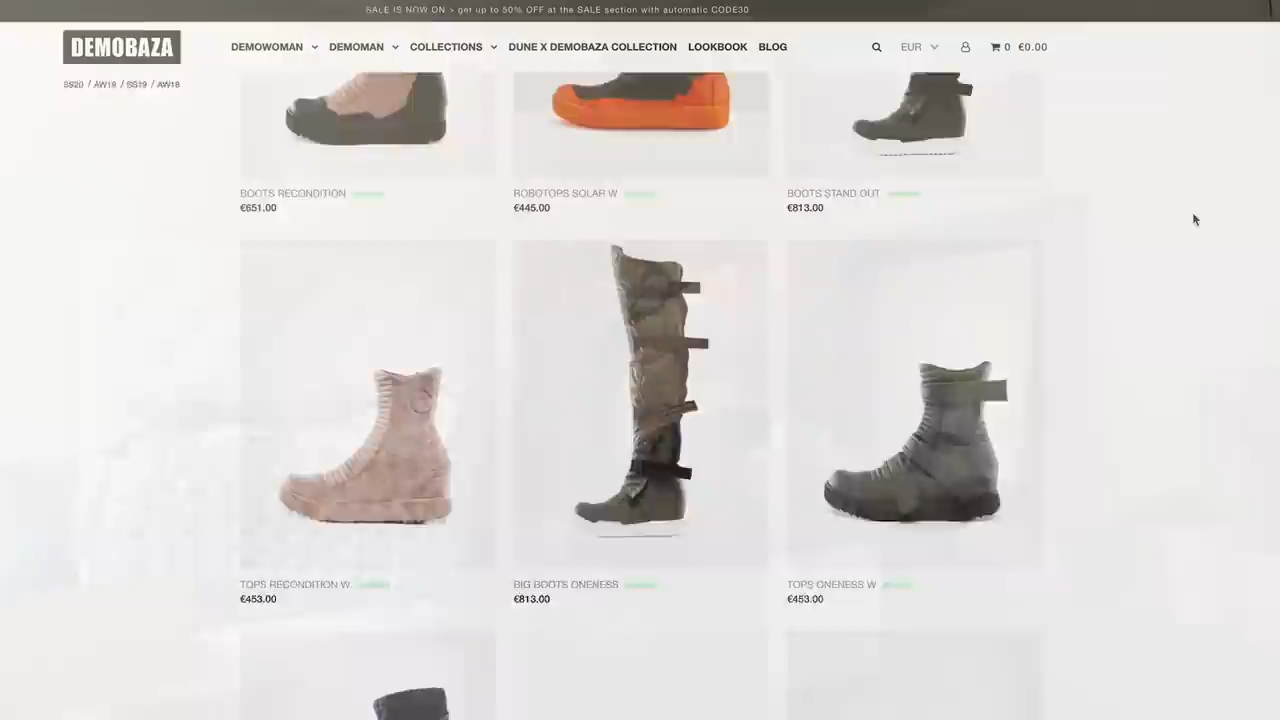 SALE IS NOW ON > get up to 50% OFF at the SALE section with automatic CODE30
DEMOBAZA
DEMOWOMAN DEMOMAN COLLECTIONS DUNE X DEMOBAZA COLLECTION LOOKBOOK BLOG EUR 0 €0.00
SS20 / AW19 / SS19 / AW18
BOOTS RECONDITION
€651.00
ROBOTOPS SOLAR W
€445.00
BOOTS STAND OUT
€813.00
TOPS RECONDITION W
€453.00
BIG BOOTS ONENESS
€813.00
TOPS ONENESS W
€453.00